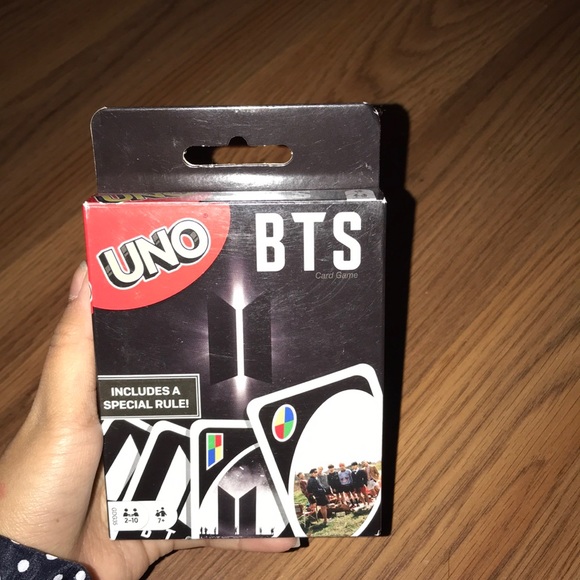 UNO
BTS
Card Game
INCLUDES A
SPECIAL RULE!
2-10
7+